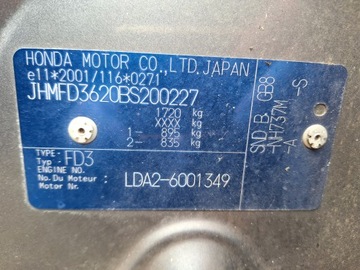 HONDA MOTOR CO.,LTD.JAPAN
e11*2001/116*0271*
JHMFD3620BS200227
1720 kg
XXXX kg
1- 895 kg
2- 835 kg
TYPE:
Typ: FD3
ENGINE NO.
No. Du Moteur: LDA2-6001349
Motor Nr.
SND B GB8
-NH737M -S
-A